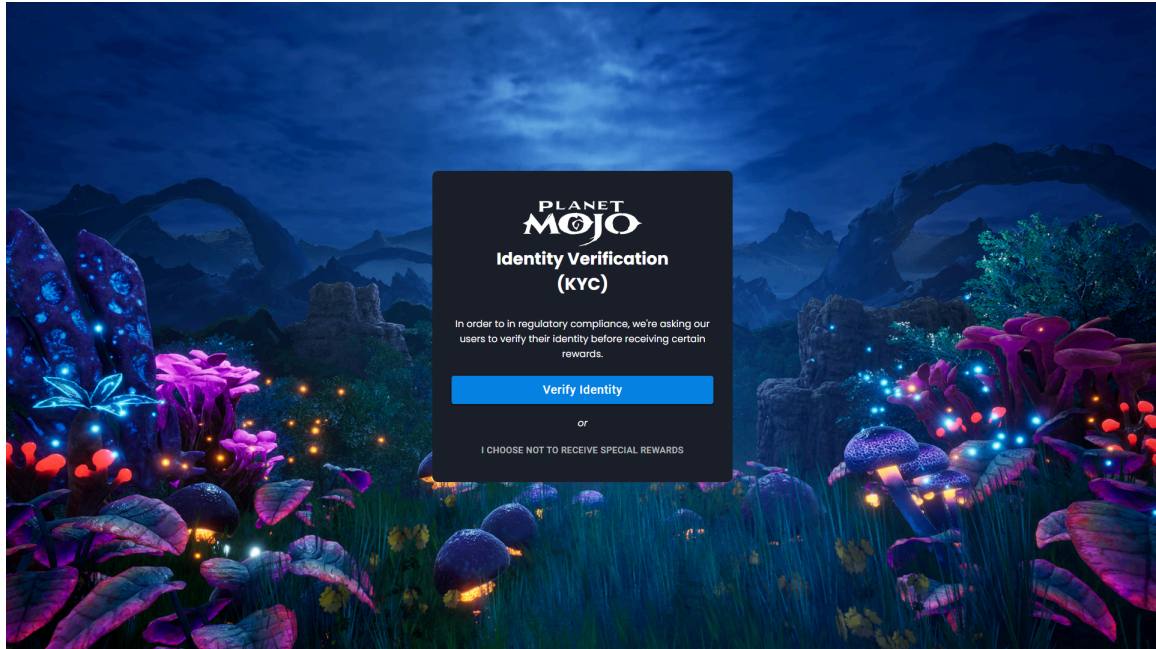 PLANET
MOJO
Identity Verification
(KYC)
In order to in regulatory compliance, we're asking our
users to verify their identity before receiving certain
rewards.
Verify Identity
or
I CHOOSE NOT TO RECEIVE SPECIAL REWARDS